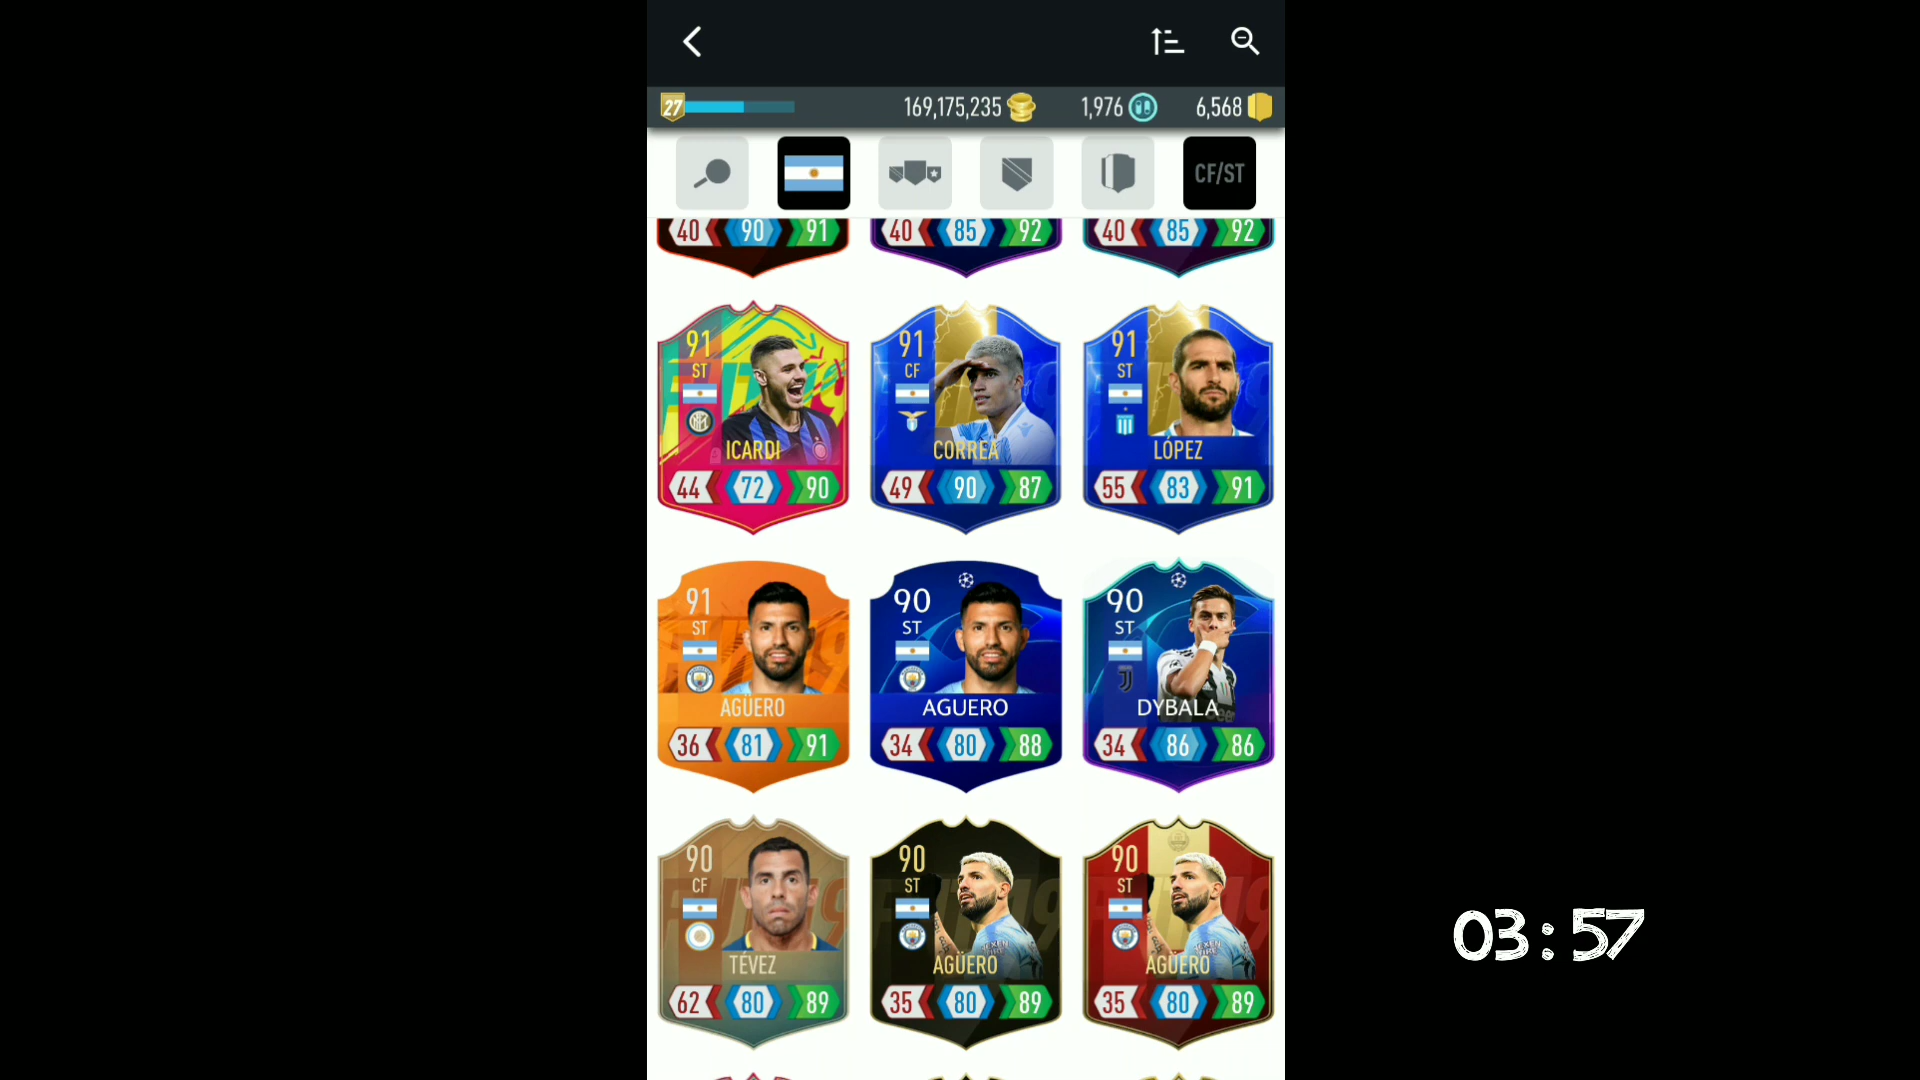 27 169,175,235 1,976 6,568
CF/ST
40 90 91 40 85 92 40 85 92
91 91 91
ST CF ST
ICARDI CORREA LÓPEZ
44 72 90 49 90 87 55 83 91
91 90 90
ST ST ST
AGÜERO AGUERO DYBALA
36 81 91 34 80 88 34 86 86
90 90 90
CF ST ST
TÉVEZ AGÜERO AGÜERO
62 80 89 35 80 89 35 80 89
03:57